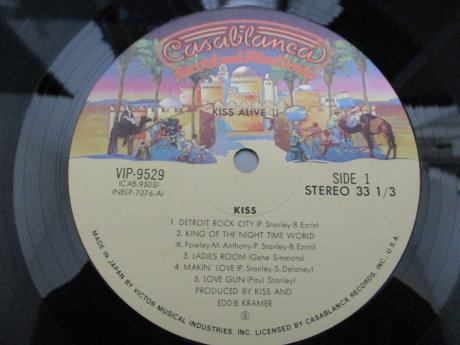 Casablanca
Record and FilmWorks
KISS ALIVE II
VIP-9529
(CAB-9505)
(NBLP-7076-A)
SIDE 1
STEREO 33 1/3
KISS
1. DETROIT ROCK CITY (P. Stanley-B. Ezrin)
2. KING OF THE NIGHT TIME WORLD
(K. Fowley-M. Anthony-P. Stanley-B. Ezrin)
3. LADIES ROOM (Gene Simmons)
4. MAKIN' LOVE (P. Stanley-S. Delaney)
5. LOVE GUN (Paul Stanley)
PRODUCED BY KISS AND
EDDIE KRAMER
Ⓢ
MADE IN JAPAN BY VICTOR MUSICAL INDUSTRIES, INC. LICENSED BY CASABLANCA RECORDS, INC., U.S.A.